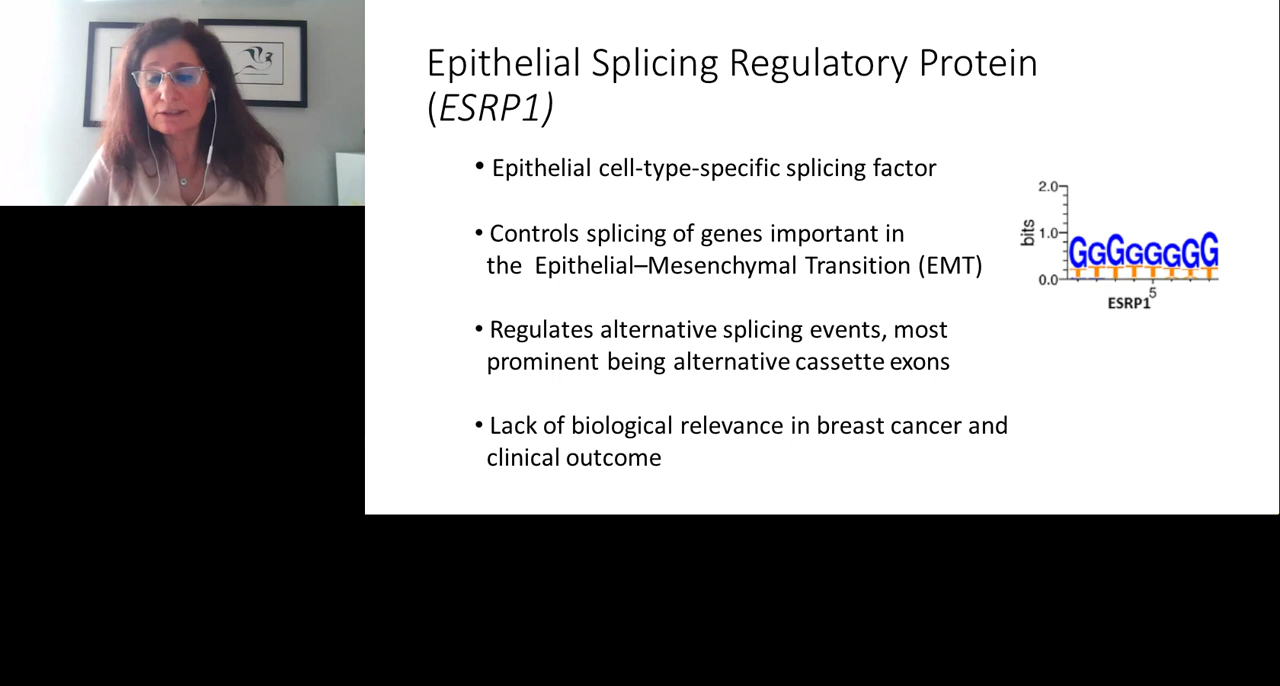 Epithelial Splicing Regulatory Protein
(ESRP1)
• Epithelial cell-type-specific splicing factor
• Controls splicing of genes important in
the Epithelial–Mesenchymal Transition (EMT)
• Regulates alternative splicing events, most
prominent being alternative cassette exons
• Lack of biological relevance in breast cancer and
clinical outcome
2.0
bits
1.0
GGGGGGGG
TTTTTTTT
0.0
5
ESRP1